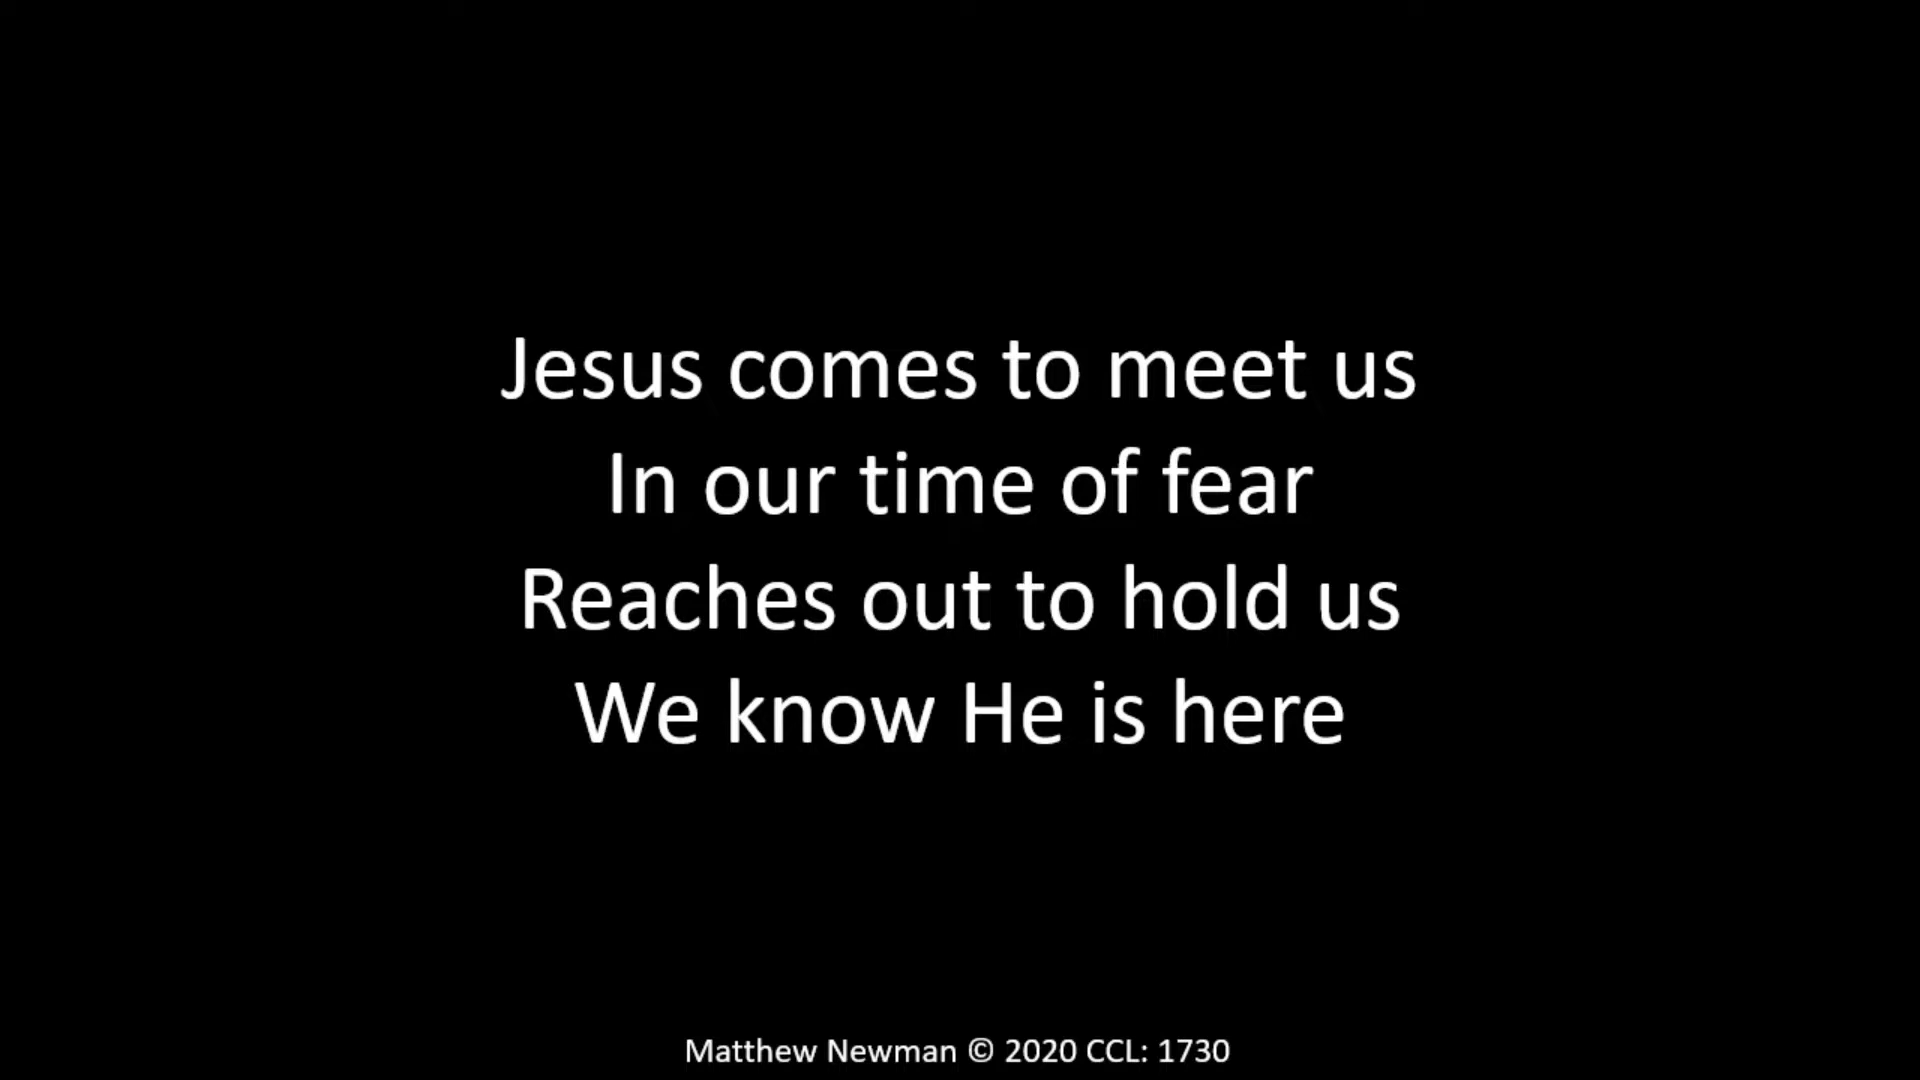 Jesus comes to meet us
In our time of fear
Reaches out to hold us
We know He is here
Matthew Newman © 2020 CCL: 1730